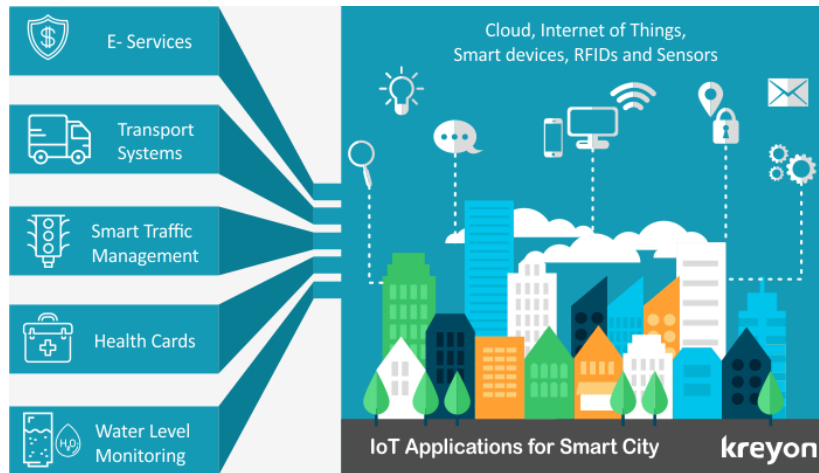 E- Services
Transport
Systems
Smart Traffic
Management
Health Cards
Water Level
Monitoring
H₂O
Cloud, Internet of Things,
Smart devices, RFIDs and Sensors
IoT Applications for Smart City
kreyon